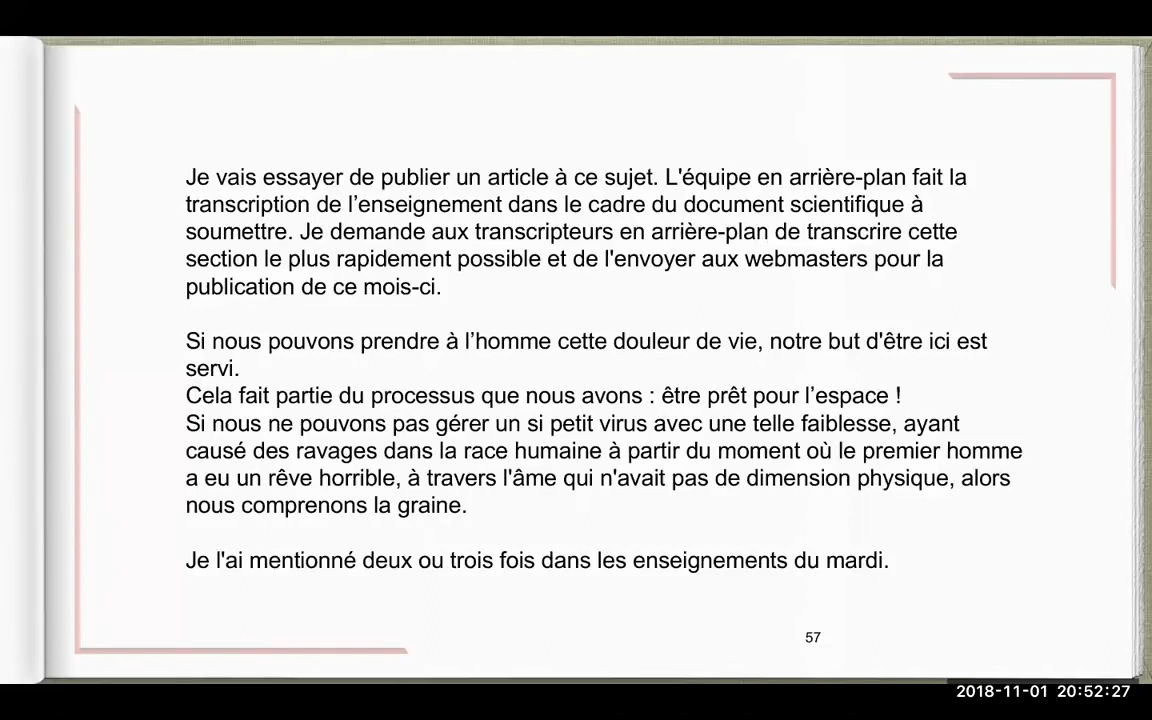 Je vais essayer de publier un article à ce sujet. L'équipe en arrière-plan fait la
transcription de l’enseignement dans le cadre du document scientifique à
soumettre. Je demande aux transcripteurs en arrière-plan de transcrire cette
section le plus rapidement possible et de l'envoyer aux webmasters pour la
publication de ce mois-ci.
Si nous pouvons prendre à l’homme cette douleur de vie, notre but d'être ici est
servi.
Cela fait partie du processus que nous avons : être prêt pour l’espace !
Si nous ne pouvons pas gérer un si petit virus avec une telle faiblesse, ayant
causé des ravages dans la race humaine à partir du moment où le premier homme
a eu un rêve horrible, à travers l'âme qui n'avait pas de dimension physique, alors
nous comprenons la graine.
Je l'ai mentionné deux ou trois fois dans les enseignements du mardi.
57
2018-11-01 20:52:27